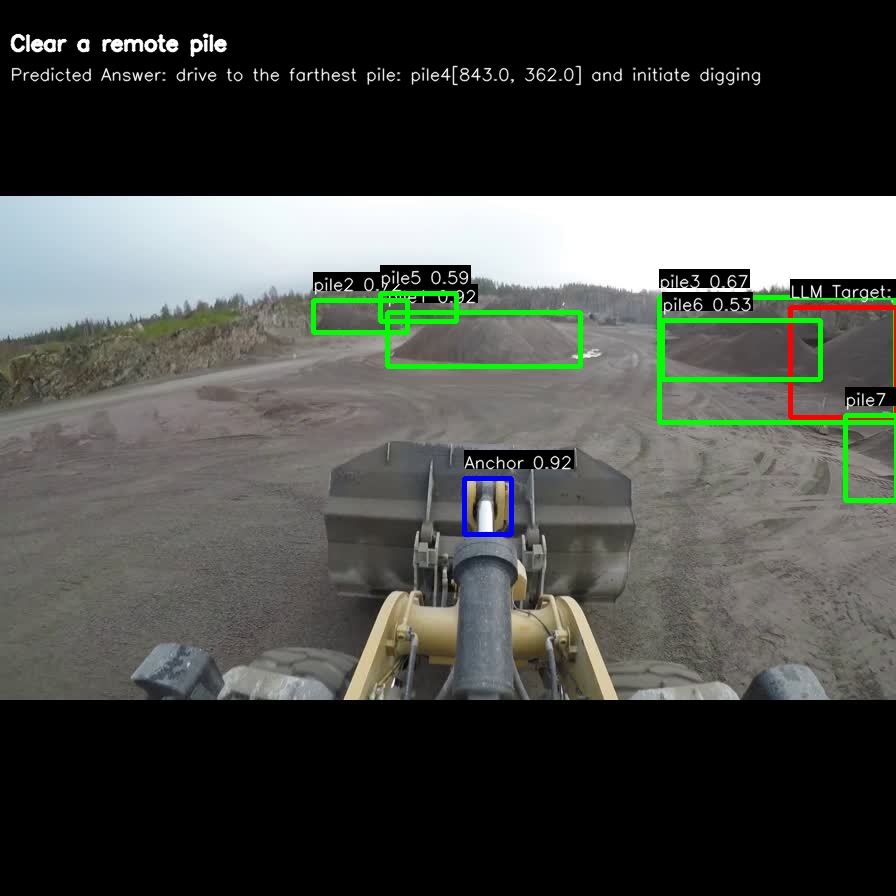 Clear a remote pile
Predicted Answer: drive to the farthest pile: pile4[843.0, 362.0] and initiate digging
pile5 0.59
pile2 0.72
pile1 0.92
pile3 0.67
LLM Target:
pile6 0.53
pile7
Anchor 0.92